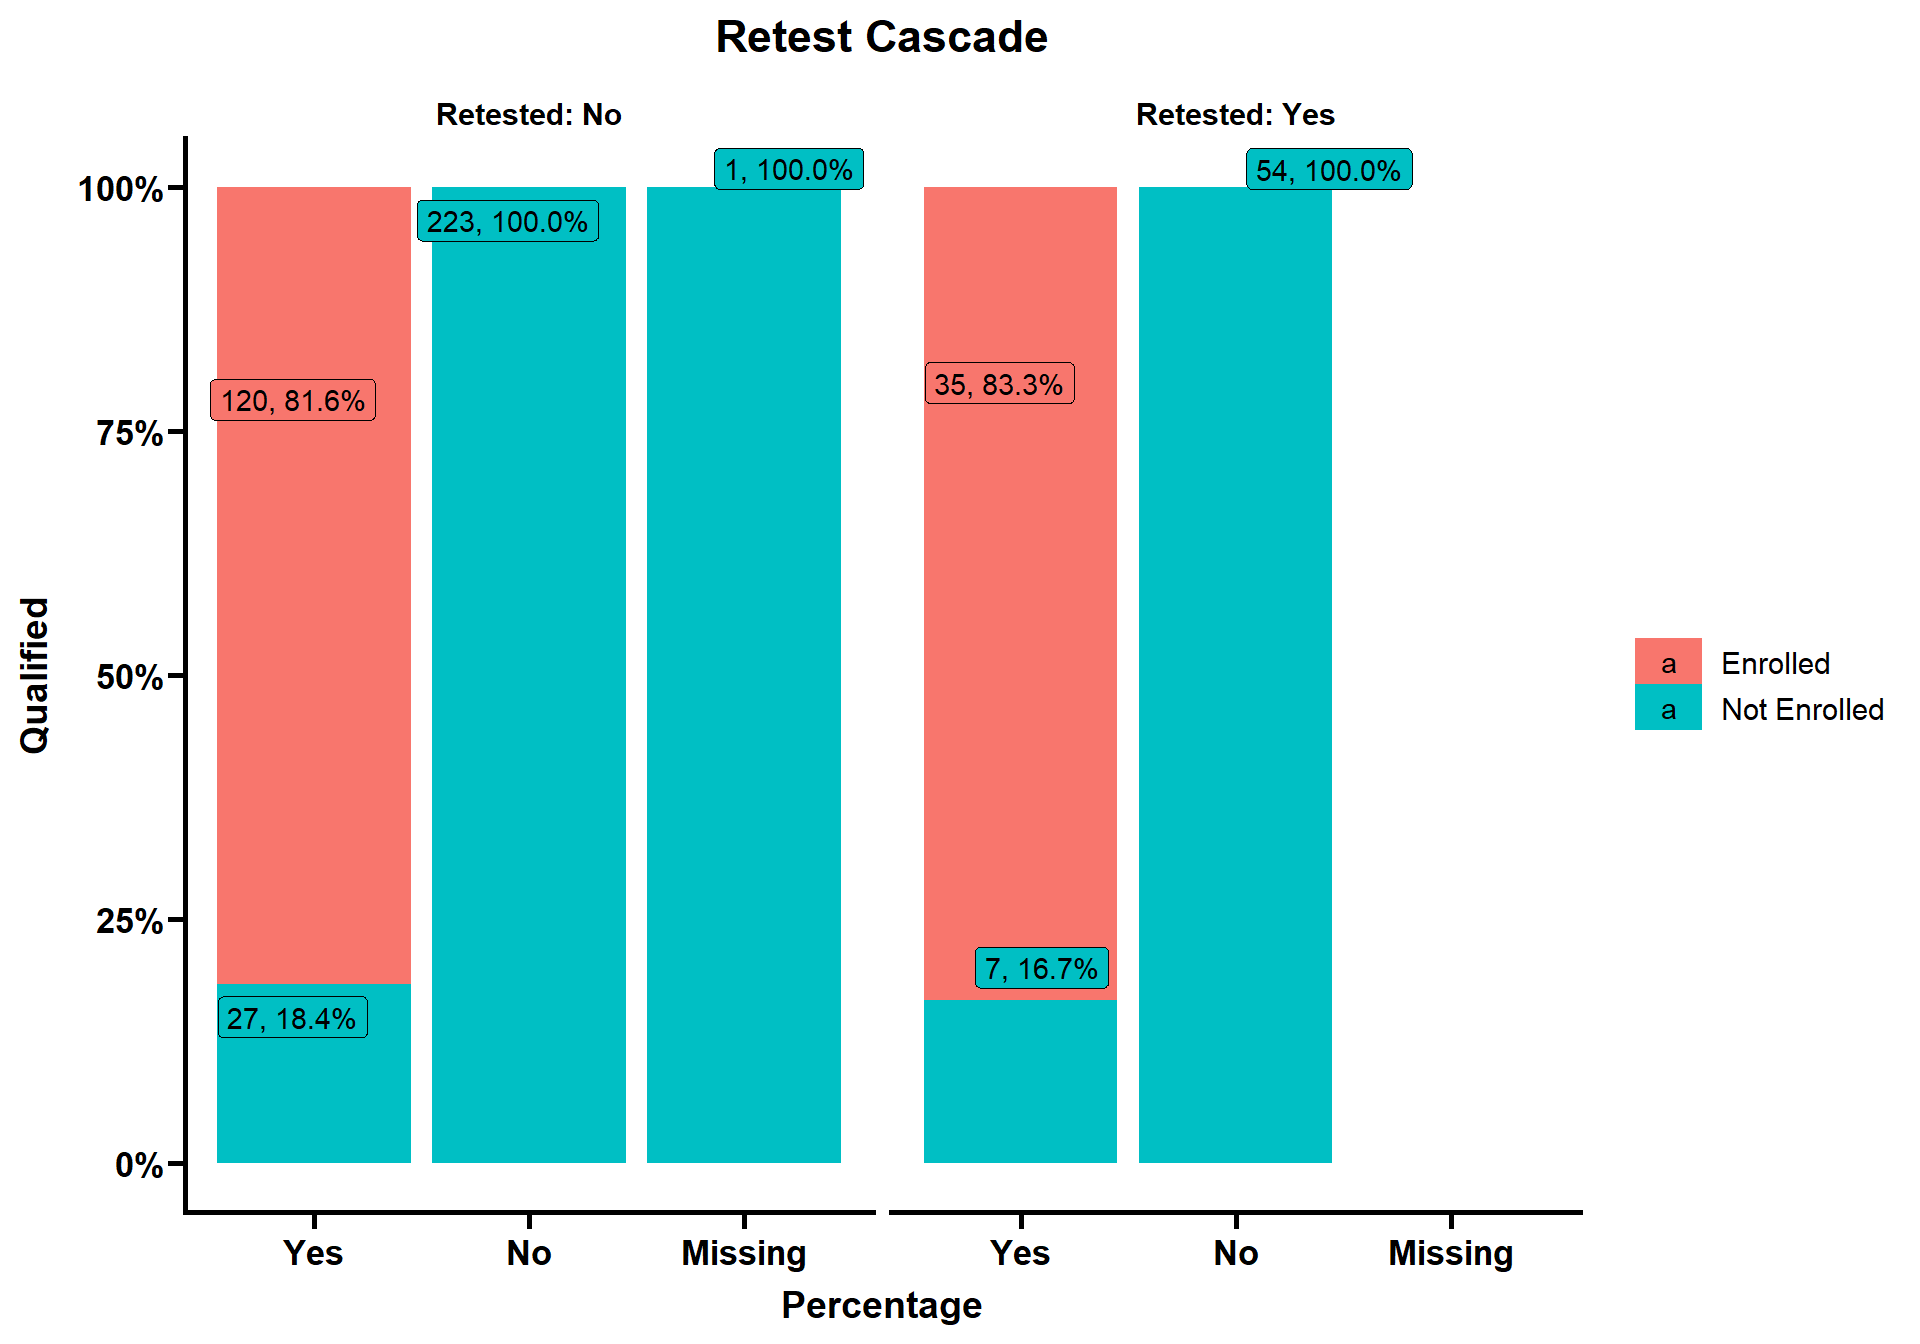 Retest Cascade
Retested: No
Retested: Yes
100%
75%
50%
25%
0%
Qualified
1, 100.0%
223, 100.0%
120, 81.6%
27, 18.4%
54, 100.0%
35, 83.3%
7, 16.7%
a Enrolled
a Not Enrolled
Yes No Missing
Yes No Missing
Percentage